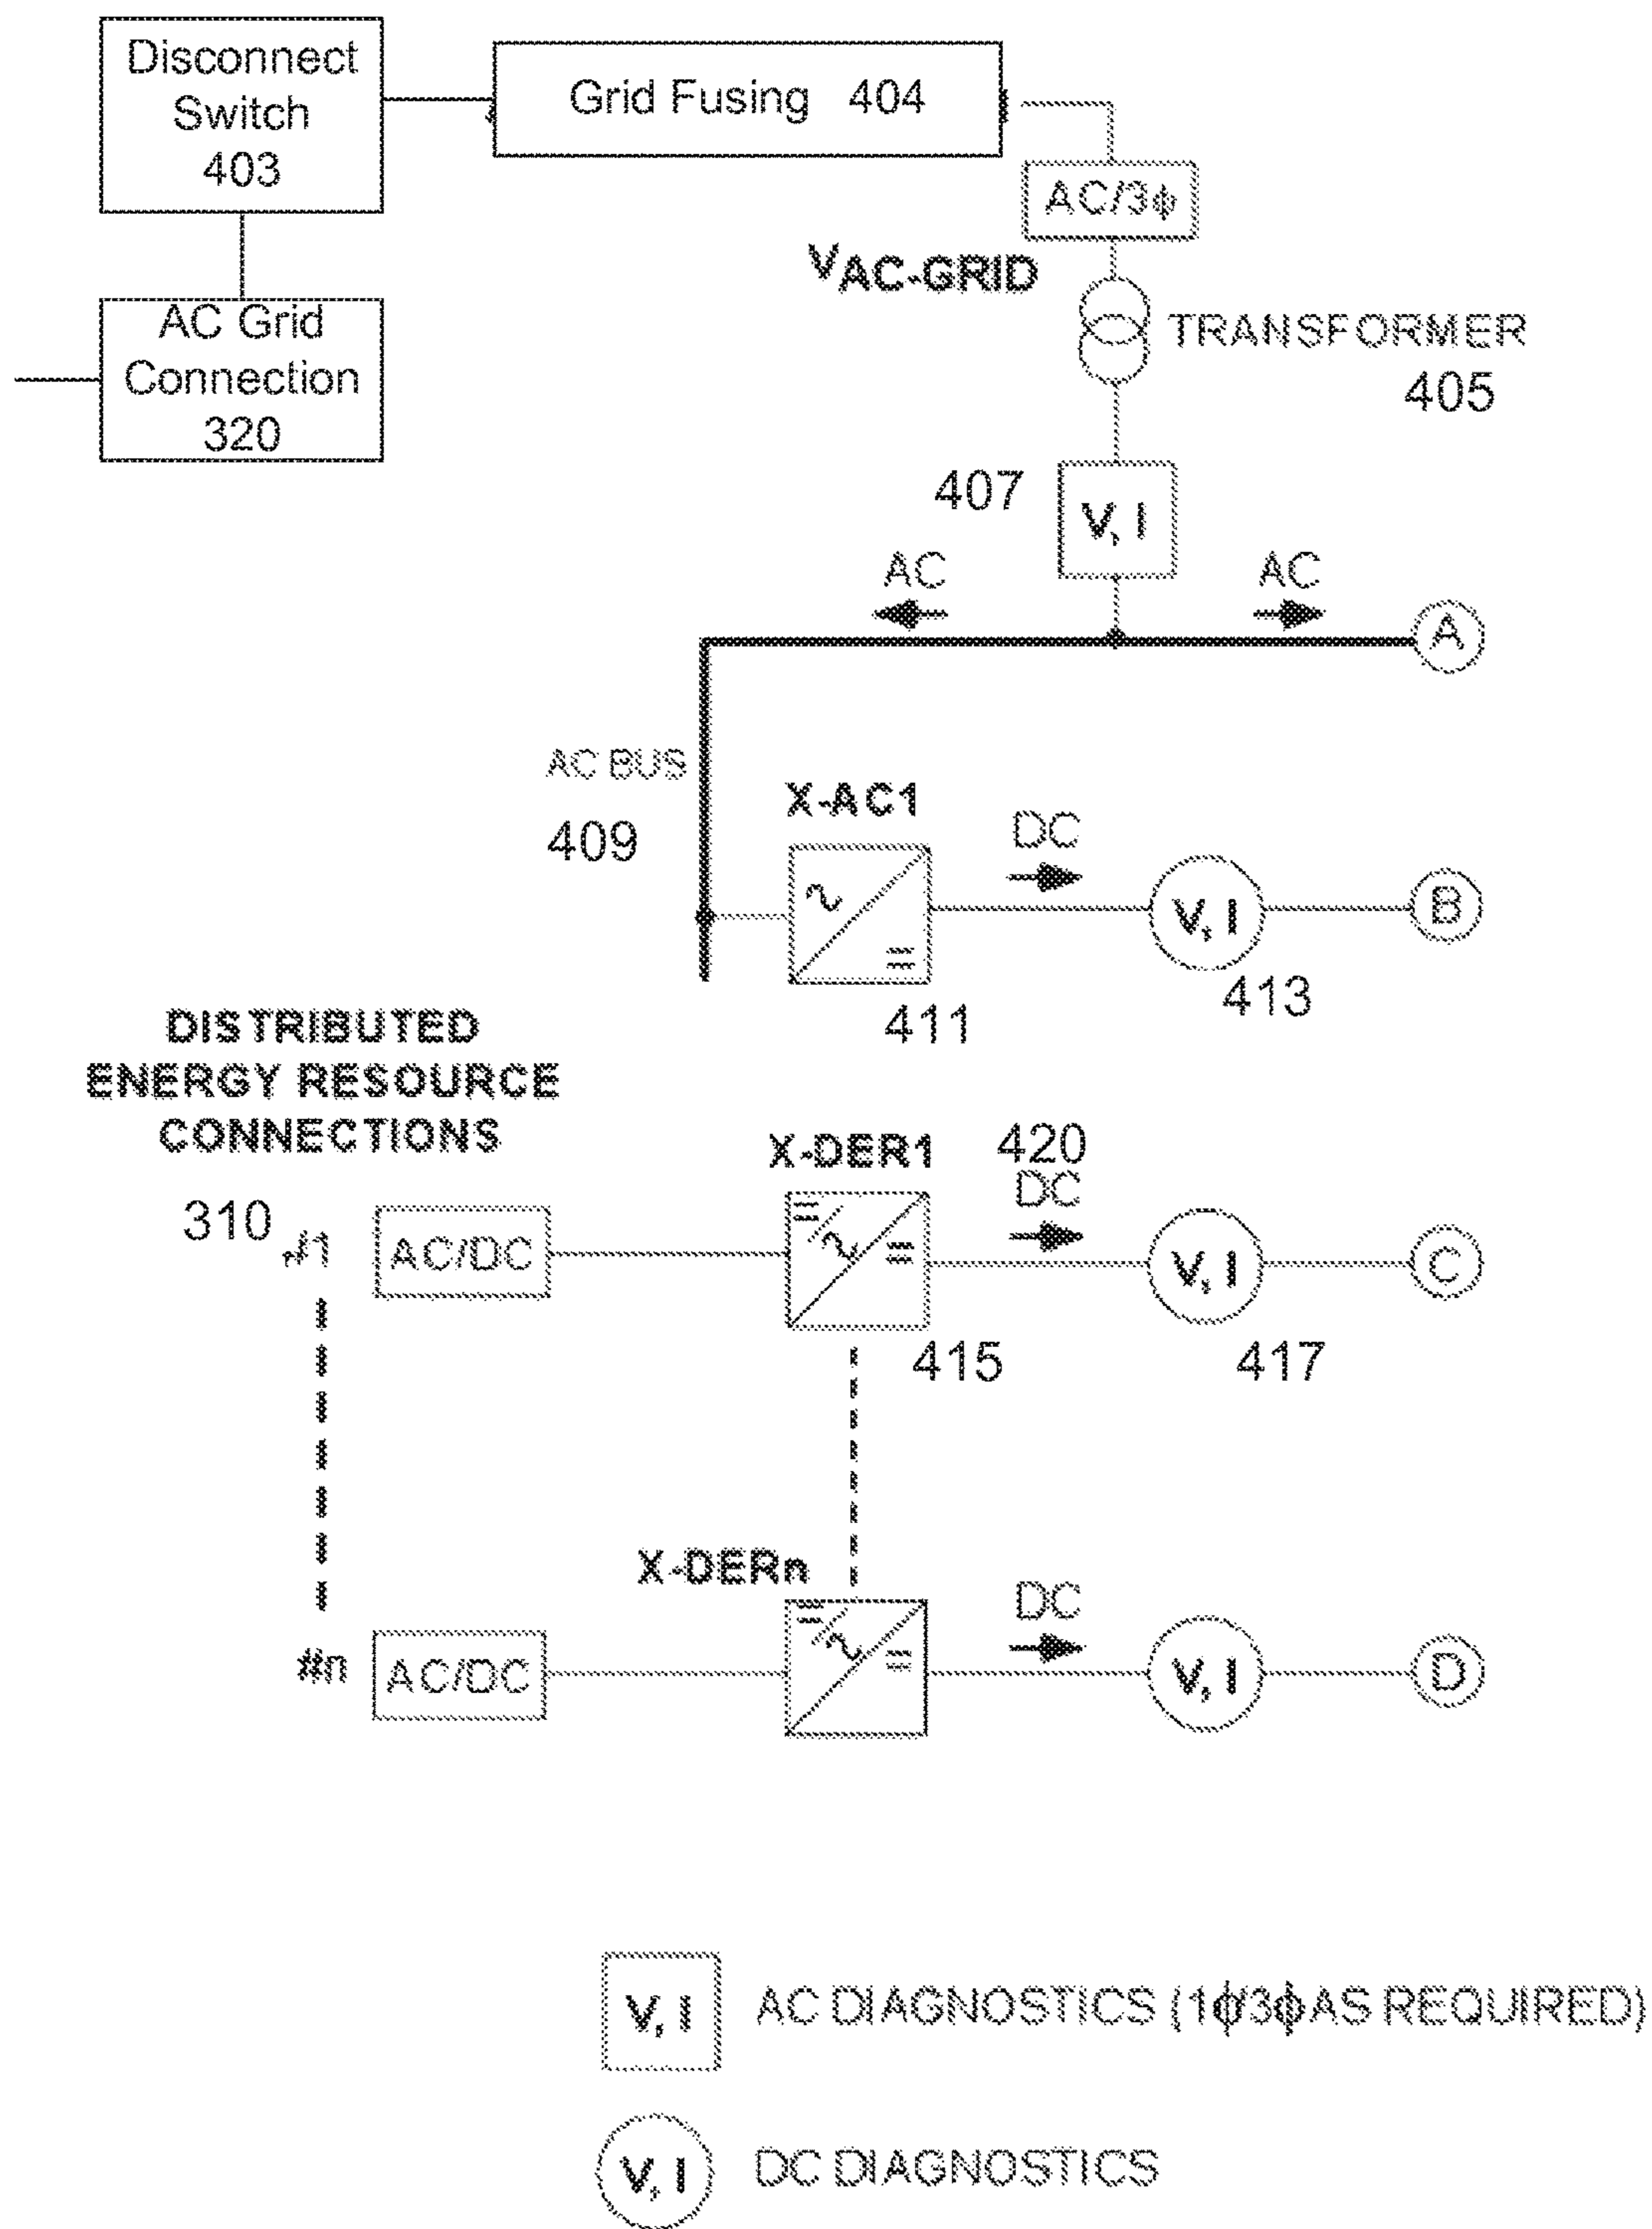 Disconnect
Switch
403
Grid Fusing 404
AC/3ϕ
VAC-GRID
AC Grid
Connection
320
TRANSFORMER
405
407
V, I
AC
AC
A
AC BUS
409
X-AC1
DC
V, I
B
411
413
DISTRIBUTED
ENERGY RESOURCE
CONNECTIONS
310
#1
AC/DC
X-DER1
420
DC
V, I
C
415
417
X-DERn
#n
AC/DC
DC
V, I
D
V, I
AC DIAGNOSTICS (1ϕ/3ϕ AS REQUIRED)
V, I
DC DIAGNOSTICS